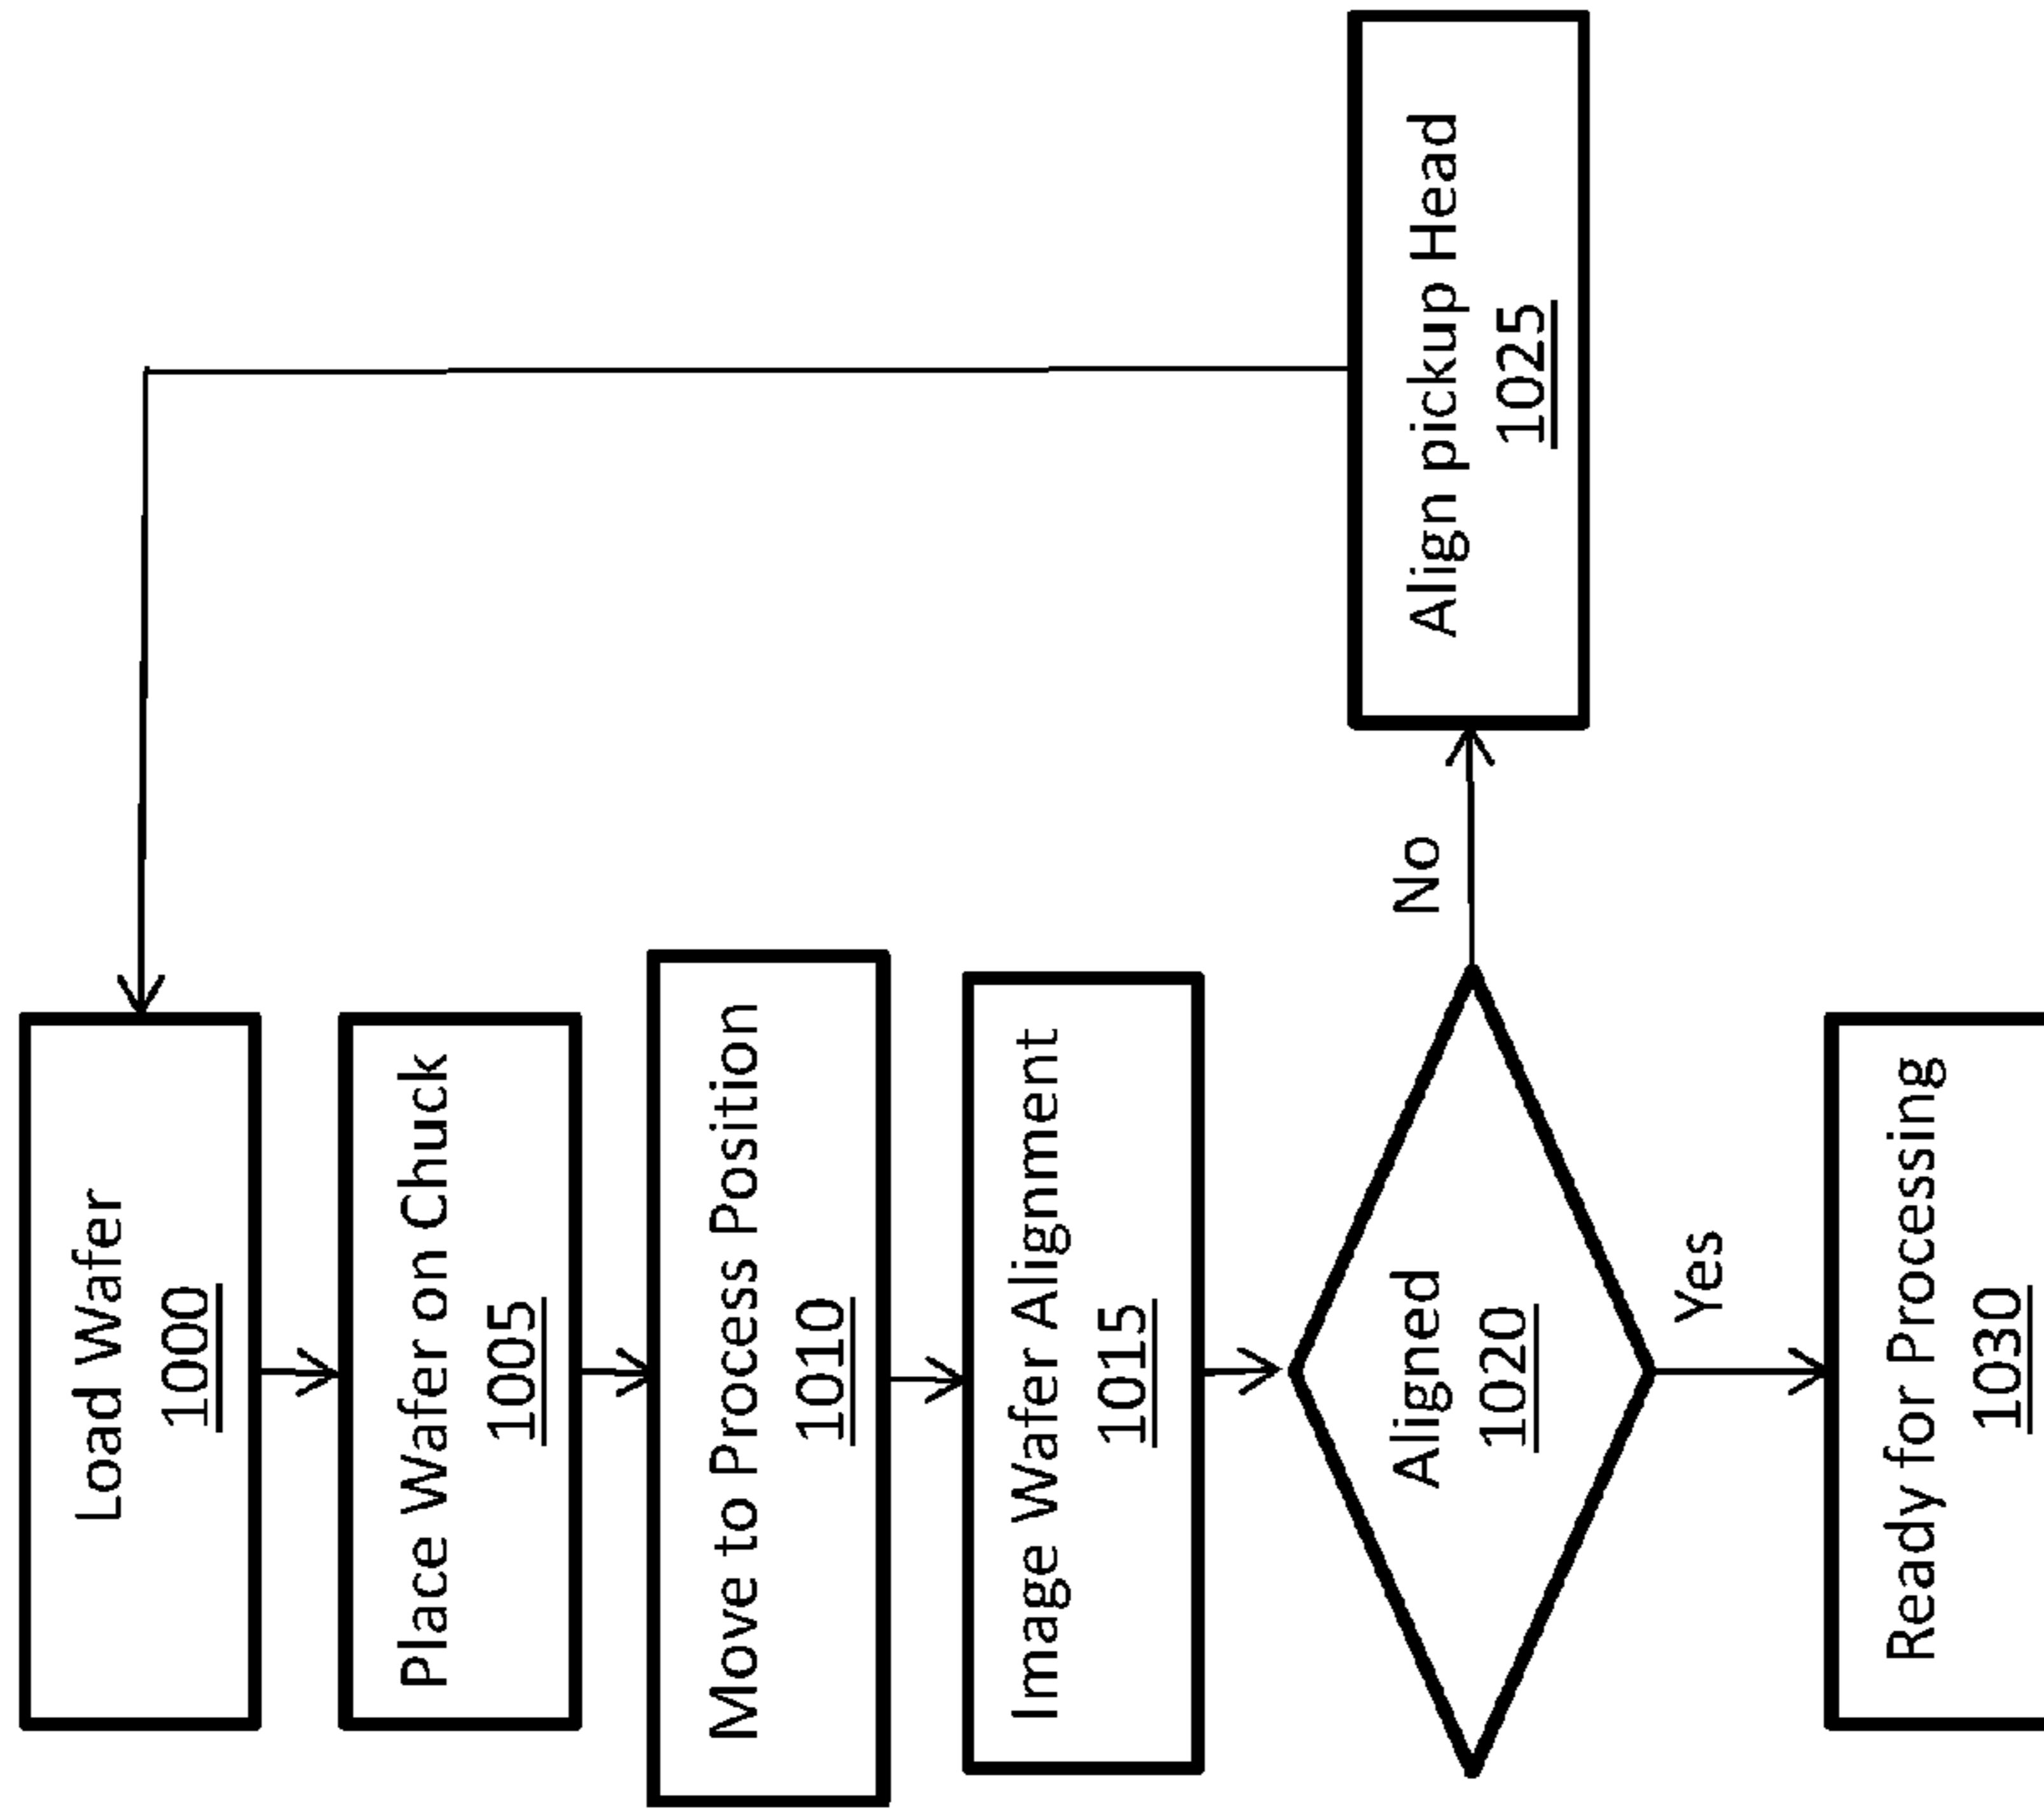 Load Wafer
1000
Place Wafer on Chuck
1005
Move to Process Position
1010
Image Wafer Alignment
1015
Aligned
1020
No
Align pickup Head
1025
Yes
Ready for Processing
1030